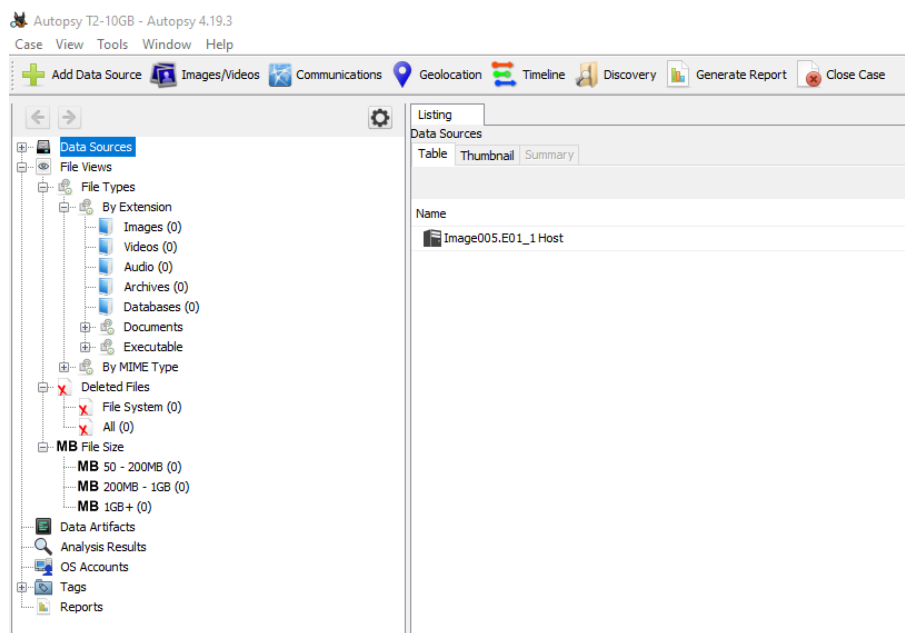 Autopsy T2-10GB - Autopsy 4.19.3
Case View Tools Window Help
Add Data Source Images/Videos Communications Geolocation Timeline Discovery Generate Report Close Case
Listing
Data Sources
Table Thumbnail Summary
Name
Image005.E01_1 Host
Data Sources
File Views
File Types
By Extension
Images (0)
Videos (0)
Audio (0)
Archives (0)
Databases (0)
Documents
Executable
By MIME Type
Deleted Files
File System (0)
All (0)
MB File Size
MB 50 - 200MB (0)
MB 200MB - 1GB (0)
MB 1GB+ (0)
Data Artifacts
Analysis Results
OS Accounts
Tags
Reports